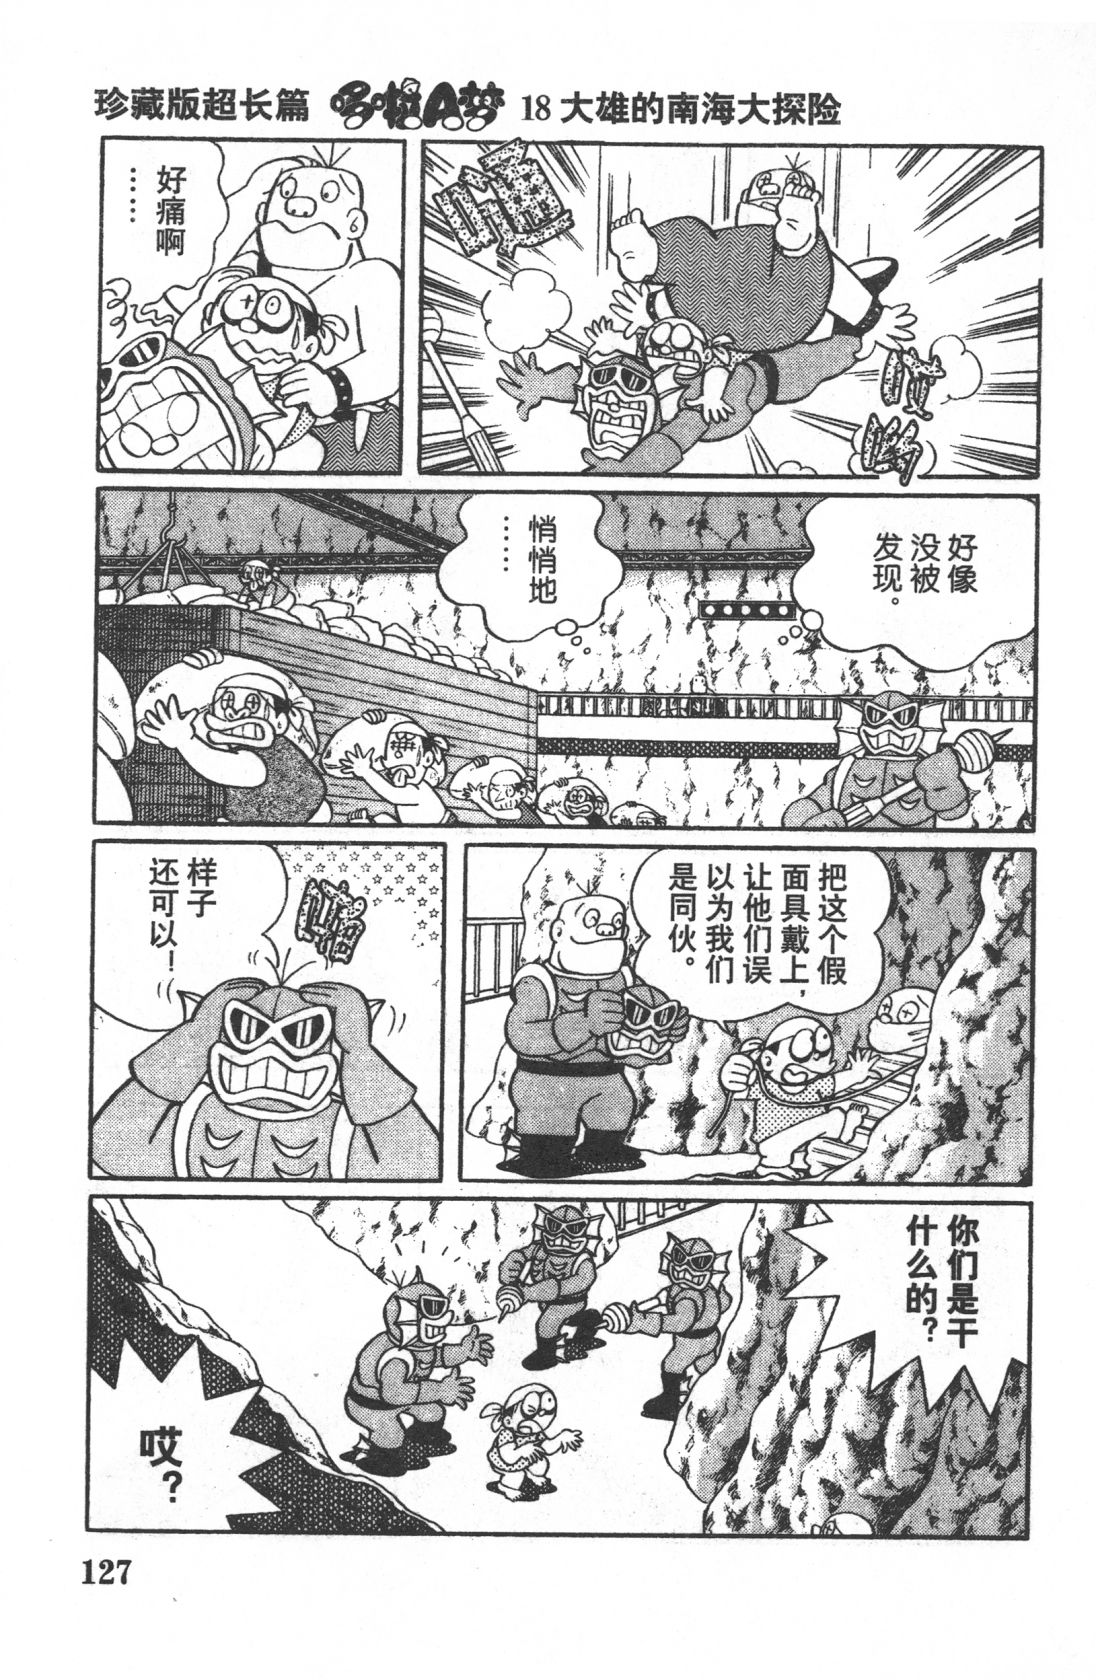 珍藏版超长篇 哆啦A梦 18 大雄的南海大探险
好痛啊
……
好像
没被
发现。
悄悄地
……
把这个假
面具戴上，
让他们误
以为我们
是同伙。
样子
还可以！
你们是干
什么的？
哎？
127